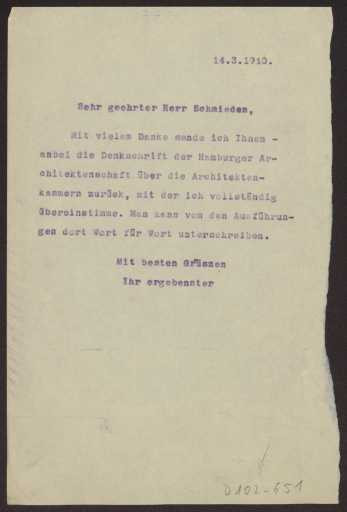 14.3.1910.
Sehr geehrter Herr Schmieden,
Mit vielem Danke sende ich Ihnen -
anbei die Denkschrift der Hamburger Ar-
chitektenschaft über die Architekten-
kammern zurück, mit der ich vollständig
übereinstimme. Man kann von den Ausführun-
gen dort Wort für Wort unterschreiben.
Mit besten Grüszen
Ihr ergebenster
D102-651